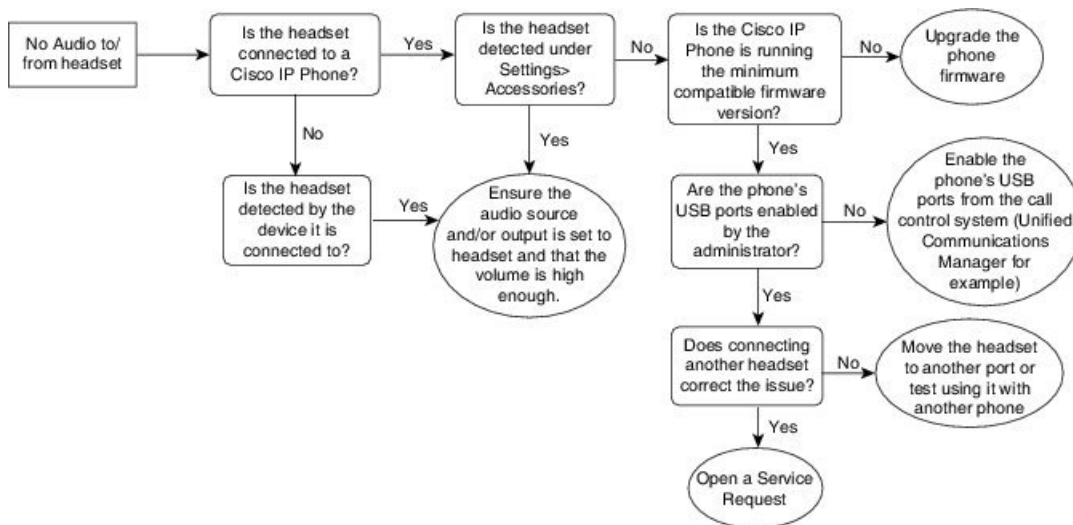 No Audio to/
from headset
Is the headset
connected to a
Cisco IP Phone?
Yes
Is the headset
detected under
Settings>
Accessories?
No
Is the Cisco IP
Phone is running
the minimum
compatible firmware
version?
No
Upgrade the
phone
firmware
No
Yes
Yes
Is the headset
detected by the
device it is
connected to?
Yes
Ensure the
audio source
and/or output is set to
headset and that the
volume is high
enough.
Are the phone's
USB ports enabled
by the
administrator?
No
Enable the
phone's USB
ports from the call
control system (Unified
Communications
Manager for
example)
Yes
Does connecting
another headset
correct the issue?
No
Move the headset
to another port or
test using it with
another phone
Yes
Open a Service
Request